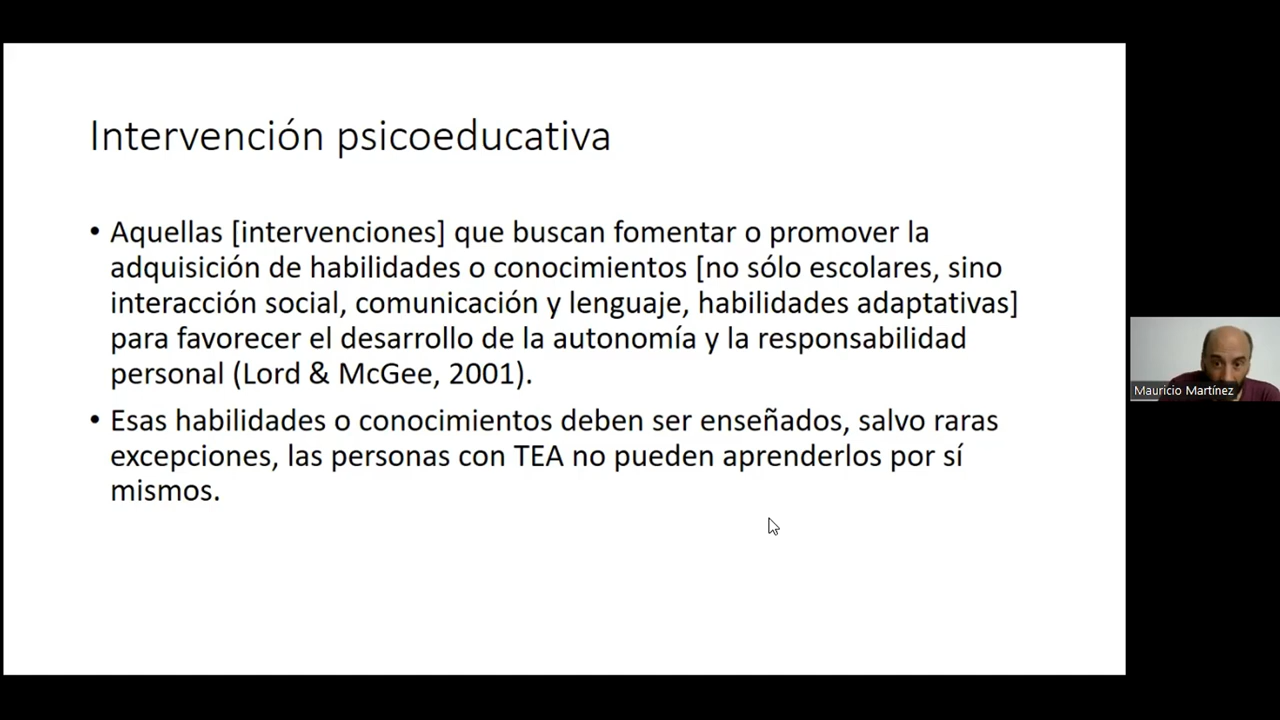 Intervención psicoeducativa
• Aquellas [intervenciones] que buscan fomentar o promover la
adquisición de habilidades o conocimientos [no sólo escolares, sino
interacción social, comunicación y lenguaje, habilidades adaptativas]
para favorecer el desarrollo de la autonomía y la responsabilidad
personal (Lord & McGee, 2001).
• Esas habilidades o conocimientos deben ser enseñados, salvo raras
excepciones, las personas con TEA no pueden aprenderlos por sí
mismos.
Mauricio Martínez